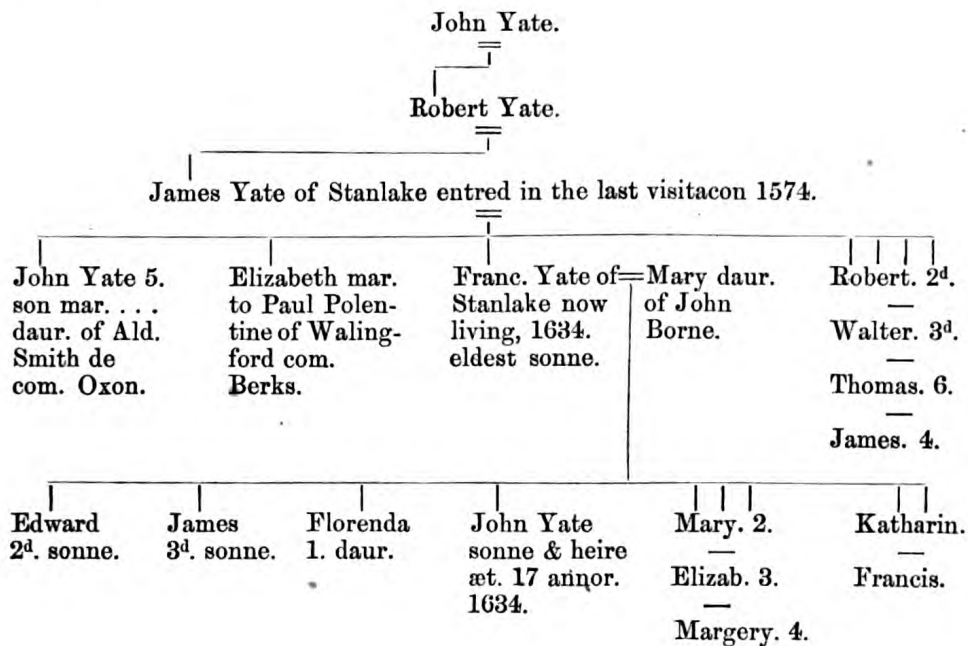 John Yate.
Robert Yate.
James Yate of Stanlake entred in the last visitacon 1574.
John Yate 5.
son mar. . . .
daur. of Ald.
Smith de
com. Oxon.
Elizabeth mar.
to Paul Polen-
tine of Waling-
ford com.
Berks.
Franc. Yate of
Stanlake now
living, 1634.
eldest sonne.
Mary daur.
of John
Borne.
Robert. 2d.
Walter. 3d.
Thomas. 6.
James. 4.
Edward
2d. sonne.
James
3d. sonne.
Florenda
1. daur.
John Yate
sonne & heire
æt. 17 annor.
1634.
Mary. 2.
Elizab. 3.
Margery. 4.
Katharin.
Francis.